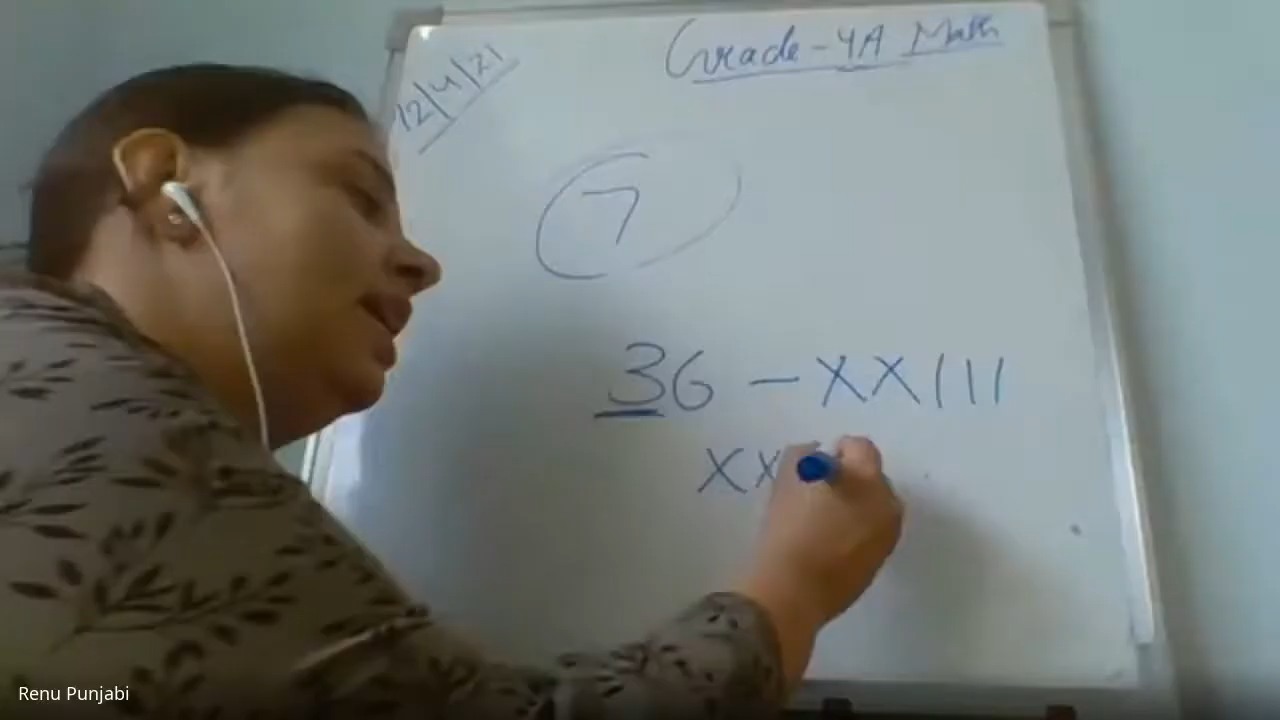 Grade-4A Math
12/4/21
7
36 - XXIII
XX
Renu Punjabi